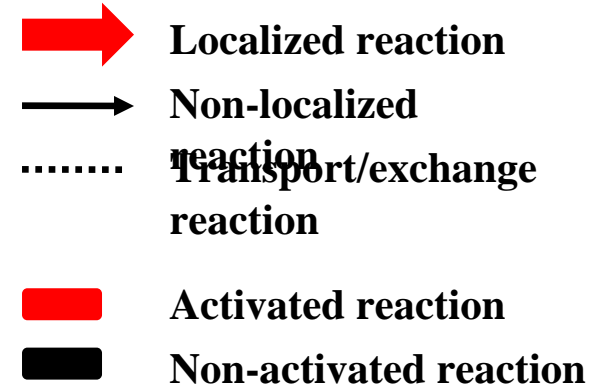 Localized reaction
Non-localized
reaction
Transport/exchange
reaction
Activated reaction
Non-activated reaction